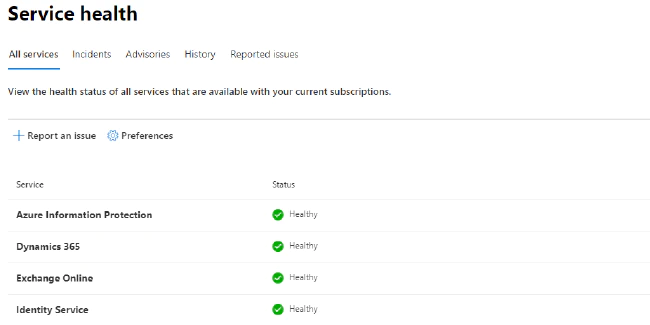 Service health
All services Incidents Advisories History Reported issues
View the health status of all services that are available with your current subscriptions.
Report an issue Preferences
Service Status
Azure Information Protection Healthy
Dynamics 365 Healthy
Exchange Online Healthy
Identity Service Healthy